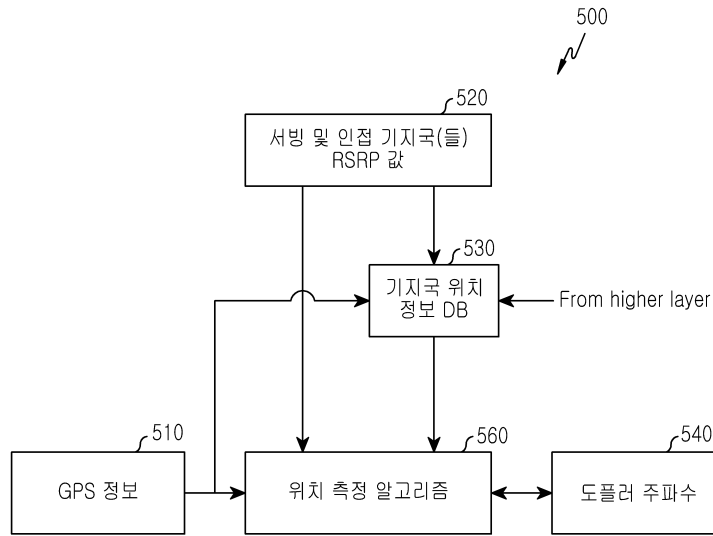 500
520
서빙 및 인접 기지국(들)
RSRP 값
530
기지국 위치
정보 DB
From higher layer
510
GPS 정보
560
위치 측정 알고리즘
540
도플러 주파수